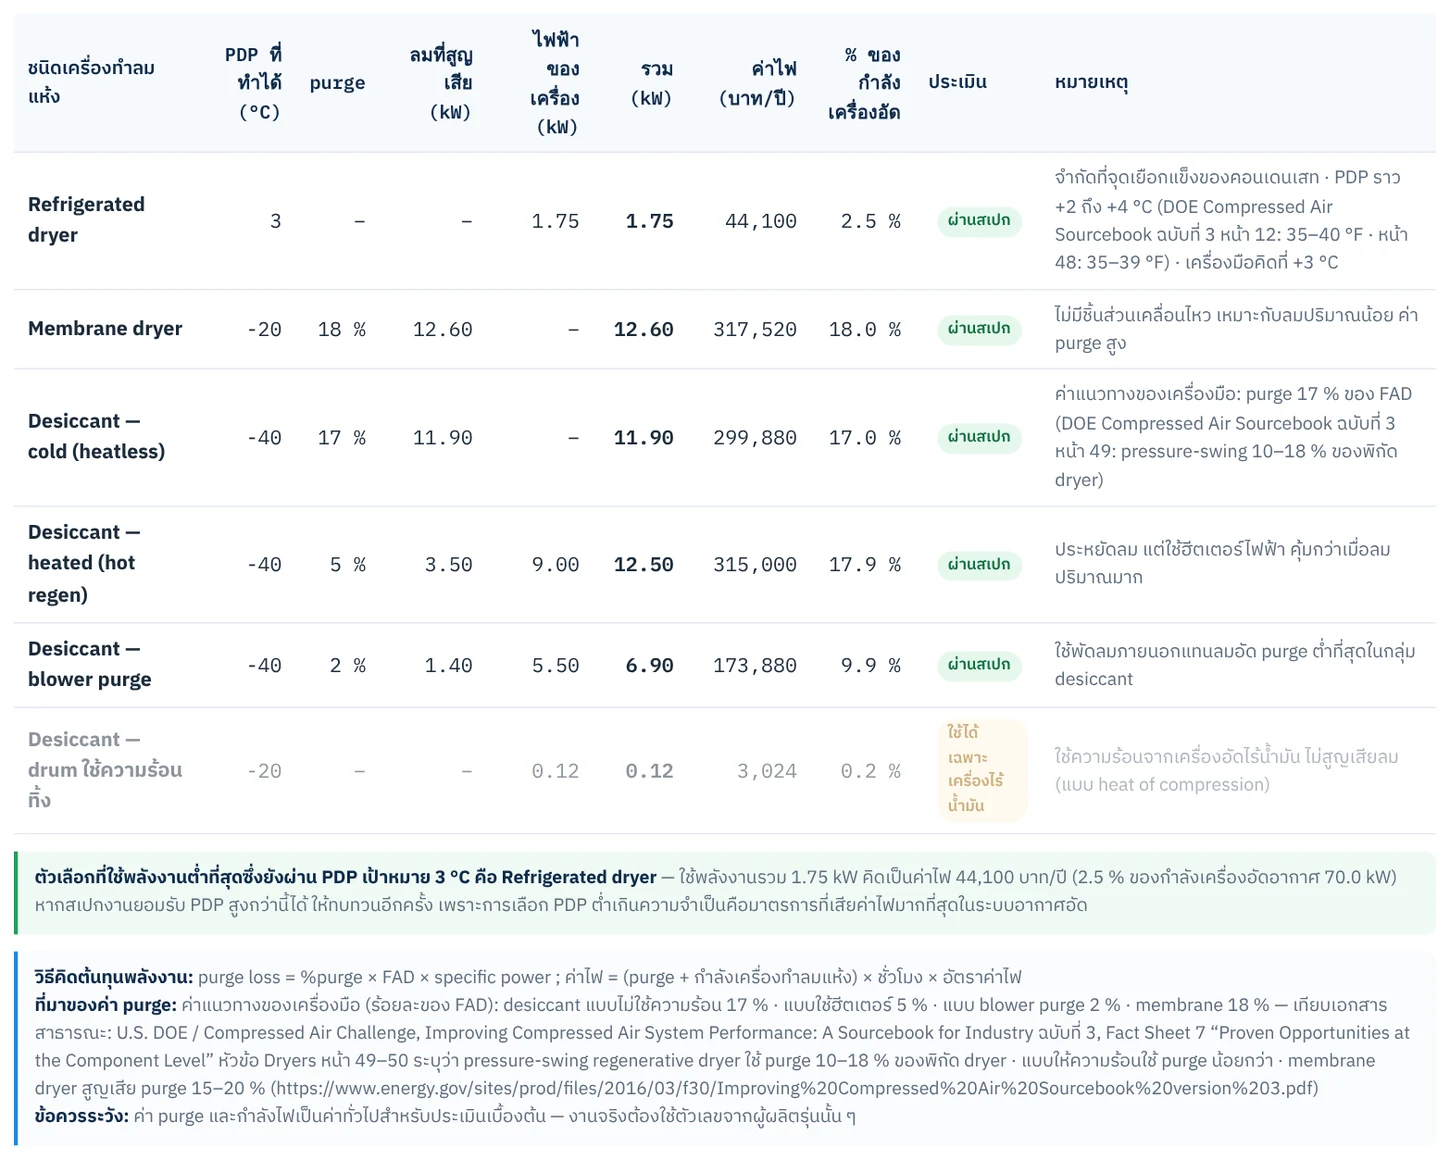 ชนิดเครื่องทำลมแห้ง PDP ที่ทำได้ (°C) purge ลมที่สูญเสีย (kW) ไฟฟ้าของเครื่อง (kW) รวม (kW) ค่าไฟ (บาท/ปี) % ของกำลังเครื่องอัด ประเมิน หมายเหตุ
Refrigerated dryer 3 – – 1.75 1.75 44,100 2.5 % ผ่านสเปก
จำกัดที่จุดเยือกแข็งของคอนเดนเสท · PDP ราว
+2 ถึง +4 °C (DOE Compressed Air
Sourcebook ฉบับที่ 3 หน้า 12: 35–40 °F · หน้า
48: 35–39 °F) · เครื่องมือคิดที่ +3 °C
Membrane dryer -20 18 % 12.60 – 12.60 317,520 18.0 % ผ่านสเปก
ไม่มีชิ้นส่วนเคลื่อนไหว เหมาะกับลมปริมาณน้อย ค่า
purge สูง
Desiccant — cold (heatless) -40 17 % 11.90 – 11.90 299,880 17.0 % ผ่านสเปก
ค่าแนวทางของเครื่องมือ: purge 17 % ของ FAD
(DOE Compressed Air Sourcebook ฉบับที่ 3
หน้า 49: pressure-swing 10–18 % ของพิกัด
dryer)
Desiccant — heated (hot regen) -40 5 % 3.50 9.00 12.50 315,000 17.9 % ผ่านสเปก
ประหยัดลม แต่ใช้ฮีตเตอร์ไฟฟ้า คุ้มกว่าเมื่อลม
ปริมาณมาก
Desiccant — blower purge -40 2 % 1.40 5.50 6.90 173,880 9.9 % ผ่านสเปก
ใช้พัดลมภายนอกแทนลมอัด purge ต่ำที่สุดในกลุ่ม
desiccant
Desiccant — drum ใช้ความร้อนทิ้ง -20 – – 0.12 0.12 3,024 0.2 % ใช้ได้เฉพาะเครื่องไร้น้ำมัน
ใช้ความร้อนจากเครื่องอัดไร้น้ำมัน ไม่สูญเสียลม
(แบบ heat of compression)
ตัวเลือกที่ใช้พลังงานต่ำที่สุดซึ่งยังผ่าน PDP เป้าหมาย 3 °C คือ Refrigerated dryer — ใช้พลังงานรวม 1.75 kW คิดเป็นค่าไฟ 44,100 บาท/ปี (2.5 % ของกำลังเครื่องอัดอากาศ 70.0 kW)
หากสเปกงานยอมรับ PDP สูงกว่านี้ได้ ให้ทบทวนอีกครั้ง เพราะการเลือก PDP ต่ำเกินความจำเป็นคือมาตรการที่เสียค่าไฟมากที่สุดในระบบอากาศอัด
วิธีคิดต้นทุนพลังงาน: purge loss = %purge × FAD × specific power ; ค่าไฟ = (purge + กำลังเครื่องทำลมแห้ง) × ชั่วโมง × อัตราค่าไฟ
ที่มาของค่า purge: ค่าแนวทางของเครื่องมือ (ร้อยละของ FAD): desiccant แบบไม่ใช้ความร้อน 17 % · แบบใช้ฮีตเตอร์ 5 % · แบบ blower purge 2 % · membrane 18 % — เทียบเอกสาร
สาธารณะ: U.S. DOE / Compressed Air Challenge, Improving Compressed Air System Performance: A Sourcebook for Industry ฉบับที่ 3, Fact Sheet 7 “Proven Opportunities at
the Component Level” หัวข้อ Dryers หน้า 49–50 ระบุว่า pressure-swing regenerative dryer ใช้ purge 10–18 % ของพิกัด dryer · แบบให้ความร้อนใช้ purge น้อยกว่า · membrane
dryer สูญเสีย purge 15–20 % (https://www.energy.gov/sites/prod/files/2016/03/f30/Improving%20Compressed%20Air%20Sourcebook%20version%203.pdf)
ข้อควรระวัง: ค่า purge และกำลังไฟเป็นค่าทั่วไปสำหรับประเมินเบื้องต้น — งานจริงต้องใช้ตัวเลขจากผู้ผลิตรุ่นนั้น ๆ